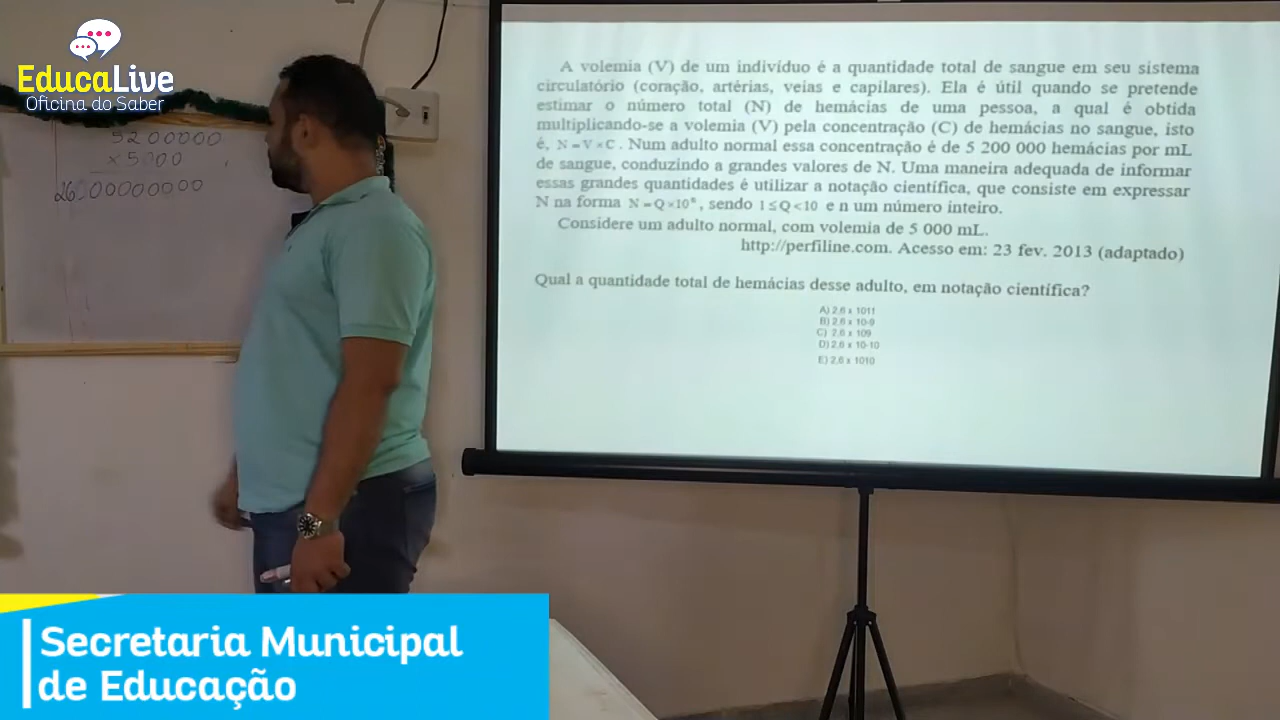 EducaLive
Oficina do Saber
5200000
x 5000
26000000000
A volemia (V) de um indivíduo é a quantidade total de sangue em seu sistema
circulatório (coração, artérias, veias e capilares). Ela é útil quando se pretende
estimar o número total (N) de hemácias de uma pessoa, a qual é obtida
multiplicando-se a volemia (V) pela concentração (C) de hemácias no sangue, isto
é, N = V × C . Num adulto normal essa concentração é de 5 200 000 hemácias por mL
de sangue, conduzindo a grandes valores de N. Uma maneira adequada de informar
essas grandes quantidades é utilizar a notação científica, que consiste em expressar
N na forma N = Q × 10ⁿ , sendo 1 ≤ Q < 10 e n um número inteiro.
Considere um adulto normal, com volemia de 5 000 mL.
http://perfiline.com. Acesso em: 23 fev. 2013 (adaptado)
Qual a quantidade total de hemácias desse adulto, em notação científica?
A) 2,6 x 1011
B) 2,6 x 10-9
C) 2,6 x 109
D) 2,6 x 10-10
E) 2,6 x 1010
Secretaria Municipal
de Educação